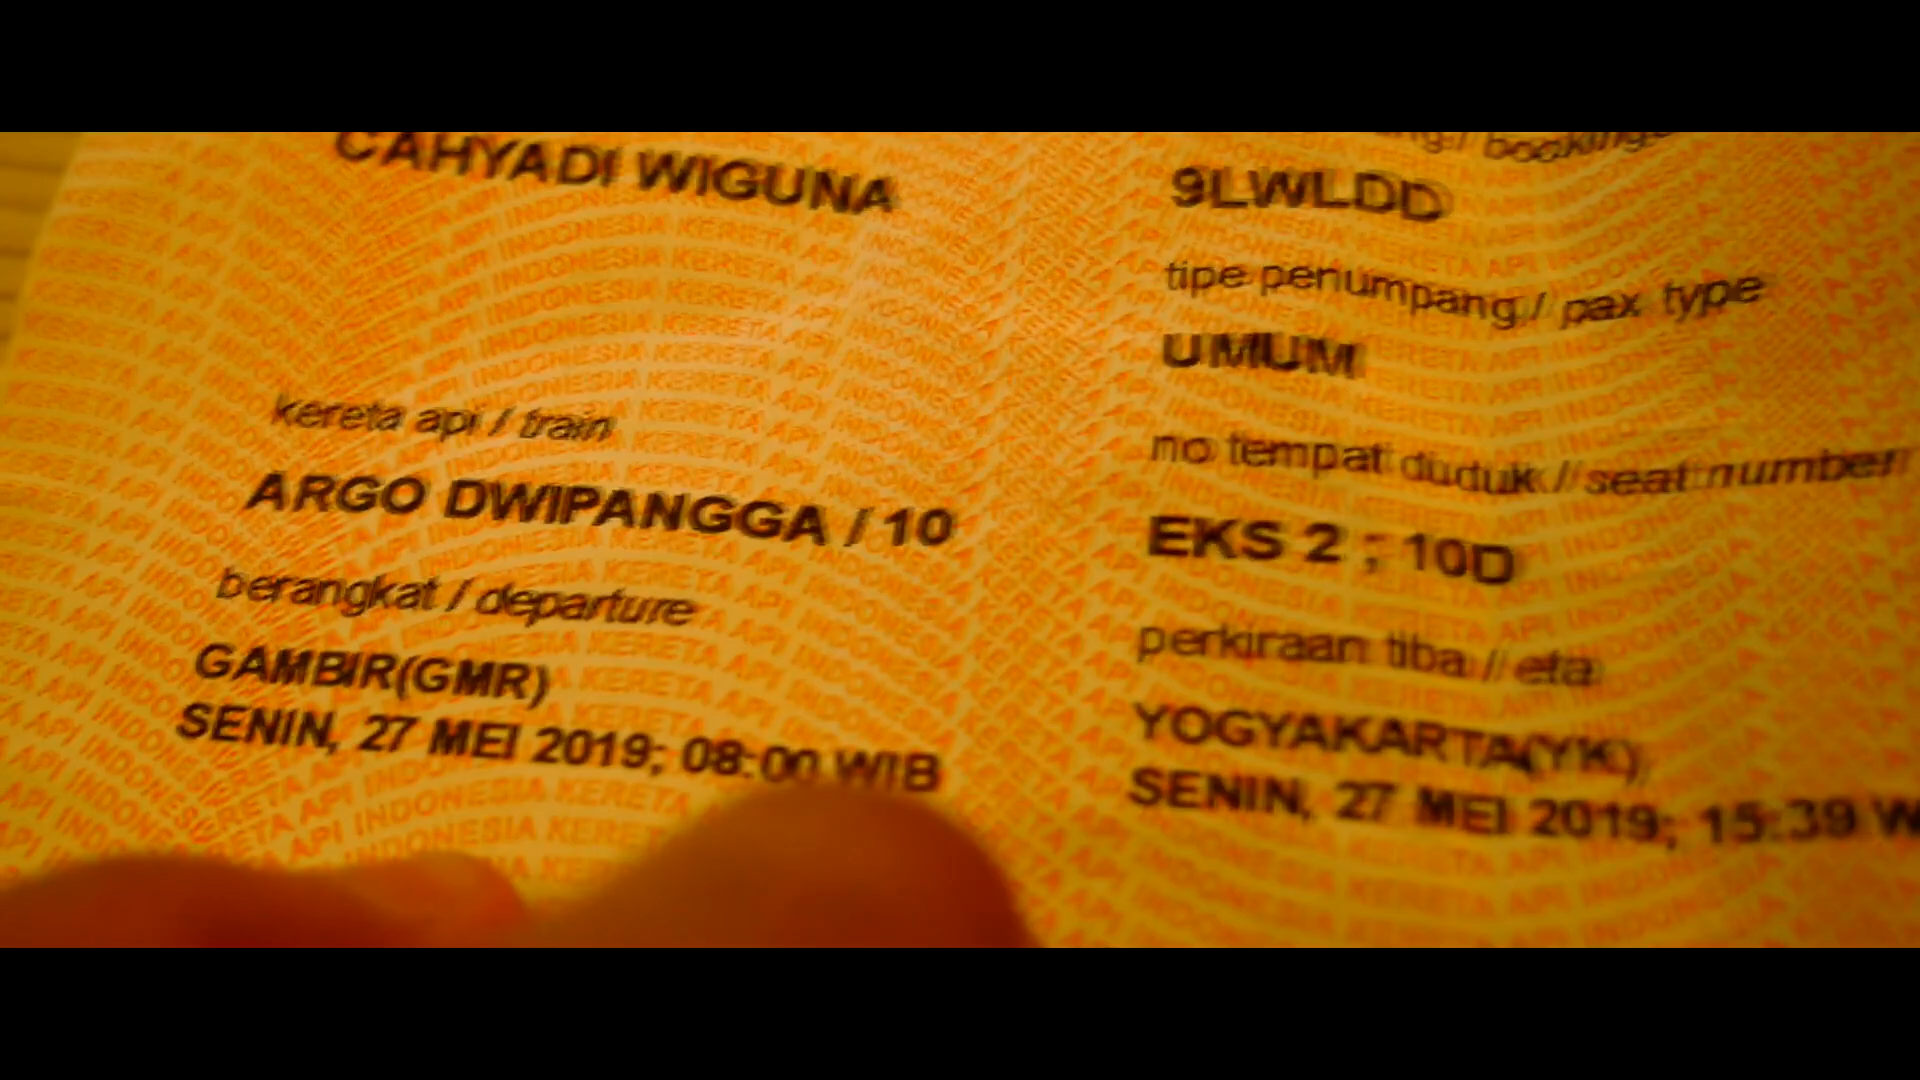 CAHYADI WIGUNA
kereta api / train
ARGO DWIPANGGA / 10
berangkat / departure
GAMBIR(GMR)
SENIN, 27 MEI 2019; 08:00 WIB
9LWLDD
tipe penumpang / pax type
UMUM
no tempat duduk / seat number
EKS 2 ; 10D
perkiraan tiba / eta
YOGYAKARTA(YK)
SENIN, 27 MEI 2019; 15:39